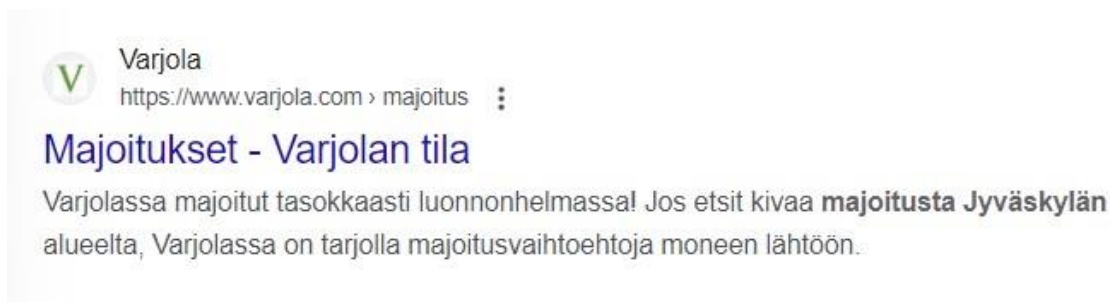 V
Varjola
https://www.varjola.com › majoitus
Majoitukset - Varjolan tila
Varjolassa majoitut tasokkaasti luonnonhelmassa! Jos etsit kivaa majoitusta Jyväskylän
alueelta, Varjolassa on tarjolla majoitusvaihtoehtoja moneen lähtöön.